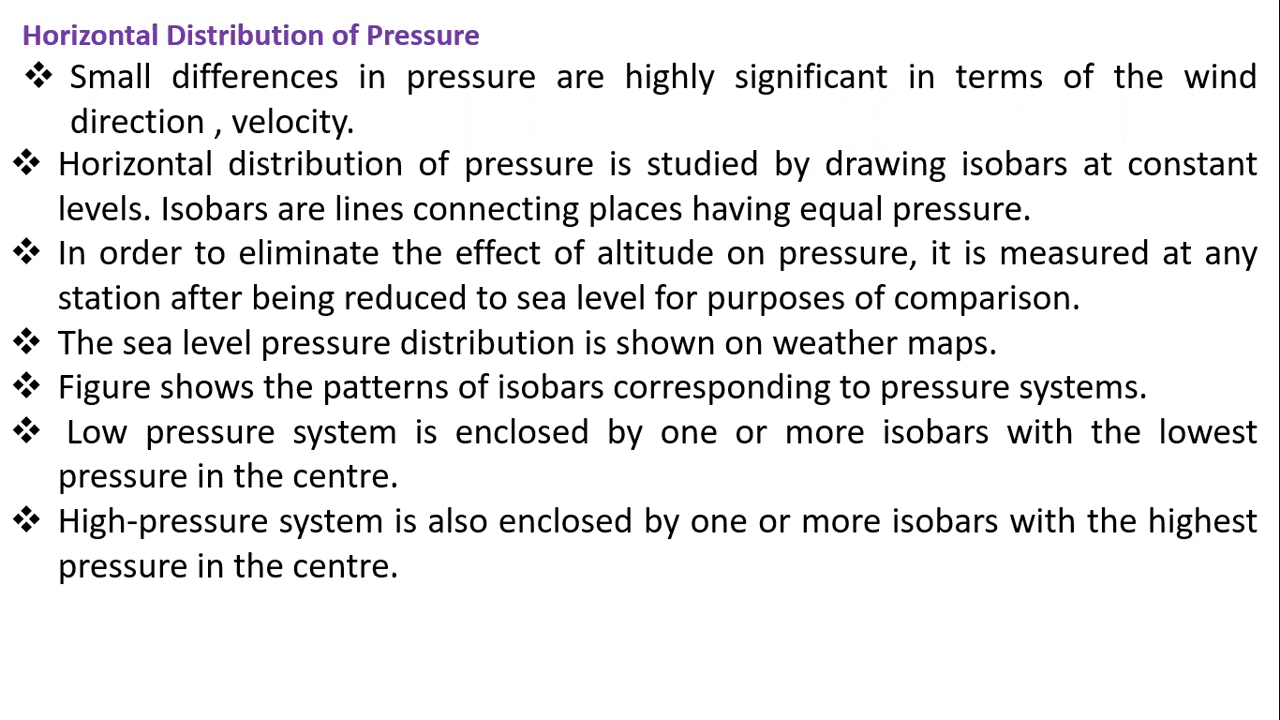 Horizontal Distribution of Pressure
❖ Small differences in pressure are highly significant in terms of the wind
direction , velocity.
❖ Horizontal distribution of pressure is studied by drawing isobars at constant
levels. Isobars are lines connecting places having equal pressure.
❖ In order to eliminate the effect of altitude on pressure, it is measured at any
station after being reduced to sea level for purposes of comparison.
❖ The sea level pressure distribution is shown on weather maps.
❖ Figure shows the patterns of isobars corresponding to pressure systems.
❖ Low pressure system is enclosed by one or more isobars with the lowest
pressure in the centre.
❖ High-pressure system is also enclosed by one or more isobars with the highest
pressure in the centre.